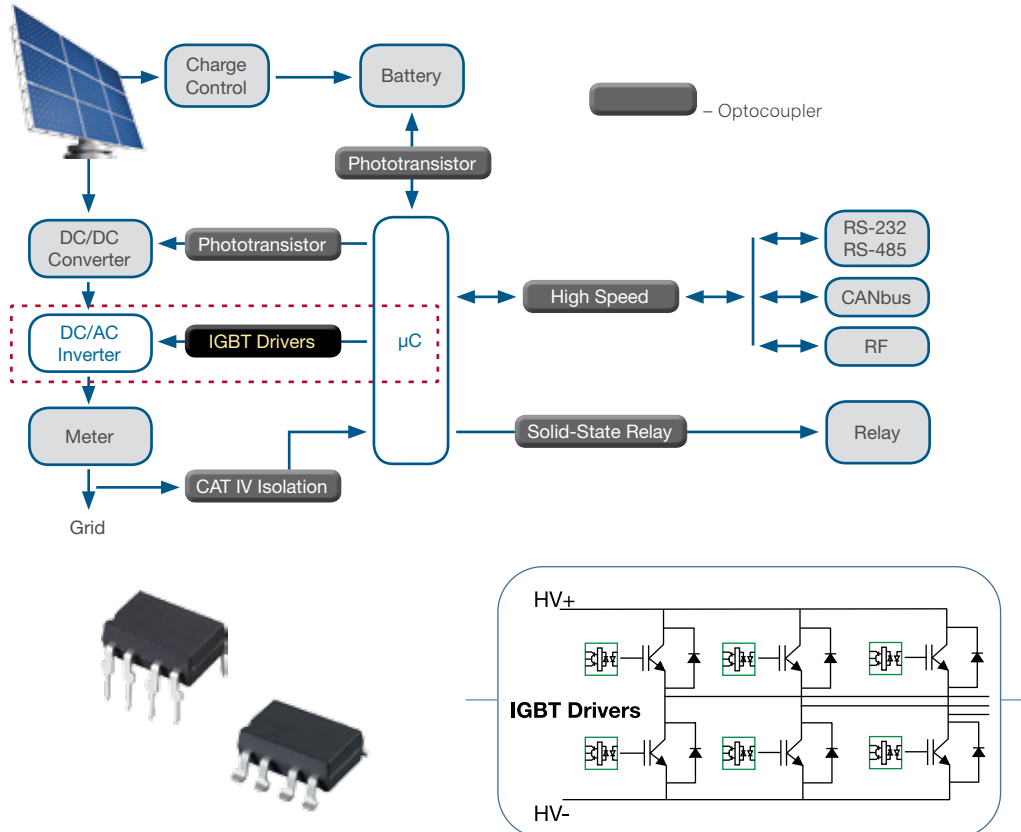 Charge
Control
Battery
– Optocoupler
Phototransistor
DC/DC
Converter
Phototransistor
RS-232
RS-485
High Speed
CANbus
DC/AC
Inverter
IGBT Drivers
µC
RF
Meter
Solid-State Relay
Relay
CAT IV Isolation
Grid
HV+
IGBT Drivers
HV-